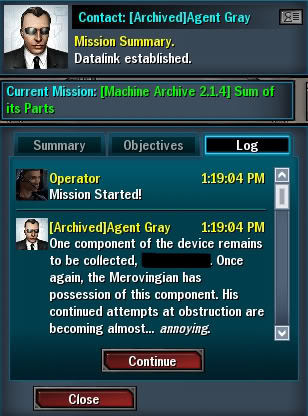 Contact: [Archived]Agent Gray
Mission Summary.
Datalink established.
Current Mission: [Machine Archive 2.1.4] Sum of
its Parts
Summary
Objectives
Log
Operator 1:19:04 PM
Mission Started!
[Archived]Agent Gray 1:19:04 PM
One component of the device remains
to be collected, . Once
again, the Merovingian has
possession of this component. His
continued attempts at obstruction are
becoming almost... annoying.
Continue
Close